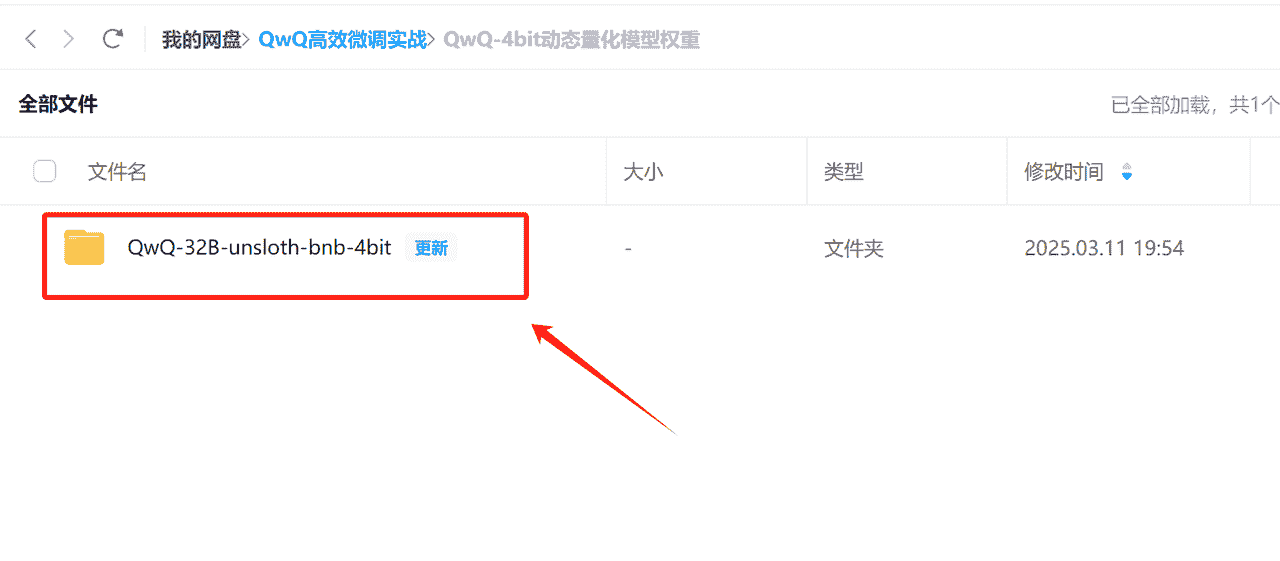 我的网盘> QwQ高效微调实战> QwQ-4bit动态量化模型权重
全部文件 已全部加载，共1个
文件名 大小 类型 修改时间
QwQ-32B-unsloth-bnb-4bit 更新 - 文件夹 2025.03.11 19:54